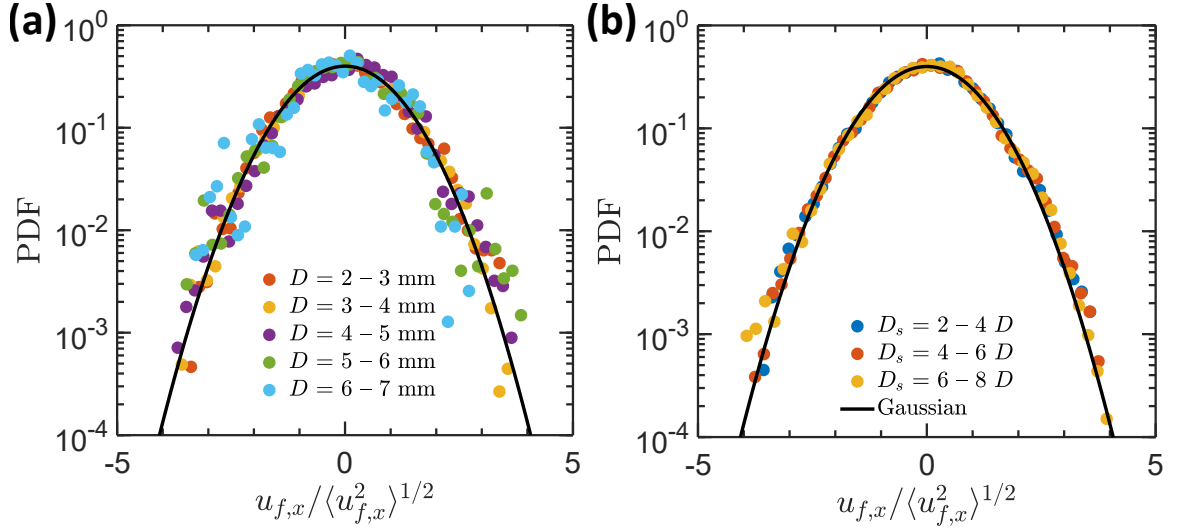 (a)
PDF
10^0
10^-1
10^-2
10^-3
10^-4
D = 2 – 3 mm
D = 3 – 4 mm
D = 4 – 5 mm
D = 5 – 6 mm
D = 6 – 7 mm
-5 0 5
u_{f,x}/⟨u_{f,x}^2⟩^{1/2}
(b)
PDF
10^0
10^-1
10^-2
10^-3
10^-4
D_s = 2 – 4 D
D_s = 4 – 6 D
D_s = 6 – 8 D
Gaussian
-5 0 5
u_{f,x}/⟨u_{f,x}^2⟩^{1/2}